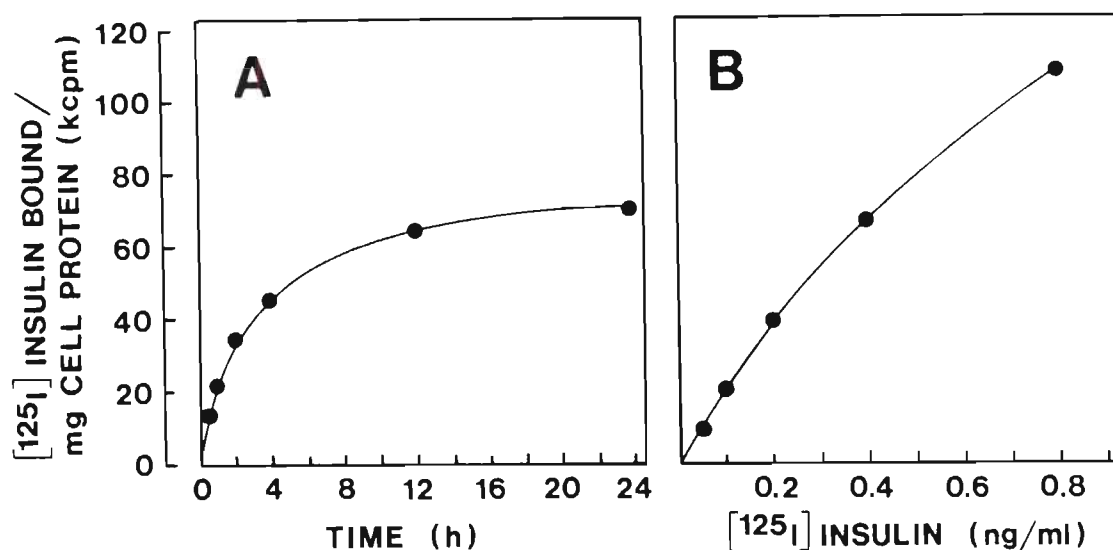 [125I] INSULIN BOUND/
mg CELL PROTEIN (kcpm)
120
100
80
60
40
20
0
A
0 4 8 12 16 20 24
TIME (h)
B
0.2 0.4 0.6 0.8
[125I] INSULIN (ng/ml)